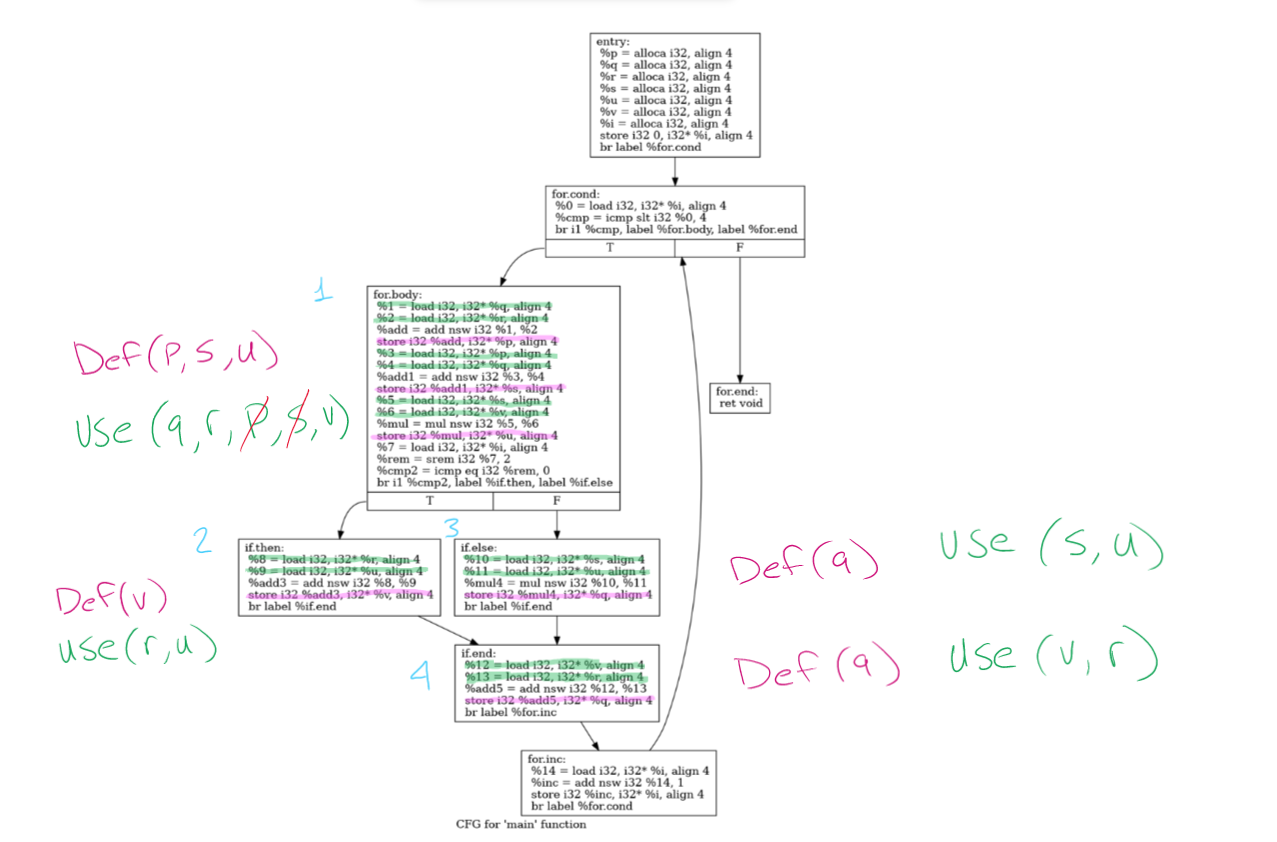 entry:
%p = alloca i32, align 4
%q = alloca i32, align 4
%r = alloca i32, align 4
%s = alloca i32, align 4
%u = alloca i32, align 4
%v = alloca i32, align 4
%i = alloca i32, align 4
store i32 0, i32* %i, align 4
br label %for.cond
for.cond:
%0 = load i32, i32* %i, align 4
%cmp = icmp slt i32 %0, 4
br i1 %cmp, label %for.body, label %for.end
T F
1
for.body:
%1 = load i32, i32* %q, align 4
%2 = load i32, i32* %r, align 4
%add = add nsw i32 %1, %2
store i32 %add, i32* %p, align 4
%3 = load i32, i32* %p, align 4
%4 = load i32, i32* %q, align 4
%add1 = add nsw i32 %3, %4
store i32 %add1, i32* %s, align 4
%5 = load i32, i32* %s, align 4
%6 = load i32, i32* %v, align 4
%mul = mul nsw i32 %5, %6
store i32 %mul, i32* %u, align 4
%7 = load i32, i32* %i, align 4
%rem = srem i32 %7, 2
%cmp2 = icmp eq i32 %rem, 0
br i1 %cmp2, label %if.then, label %if.else
T F
Def(p,s,u)
use (q,r,p,s,v)
for.end:
ret void
2
if.then:
%8 = load i32, i32* %r, align 4
%9 = load i32, i32* %u, align 4
%add3 = add nsw i32 %8, %9
store i32 %add3, i32* %v, align 4
br label %if.end
Def(v)
use(r,u)
3
if.else:
%10 = load i32, i32* %s, align 4
%11 = load i32, i32* %u, align 4
%mul4 = mul nsw i32 %10, %11
store i32 %mul4, i32* %q, align 4
br label %if.end
Def(q) use (s,u)
4
if.end:
%12 = load i32, i32* %v, align 4
%13 = load i32, i32* %r, align 4
%add5 = add nsw i32 %12, %13
store i32 %add5, i32* %q, align 4
br label %for.inc
Def(q) use (v,r)
for.inc:
%14 = load i32, i32* %i, align 4
%inc = add nsw i32 %14, 1
store i32 %inc, i32* %i, align 4
br label %for.cond
CFG for 'main' function